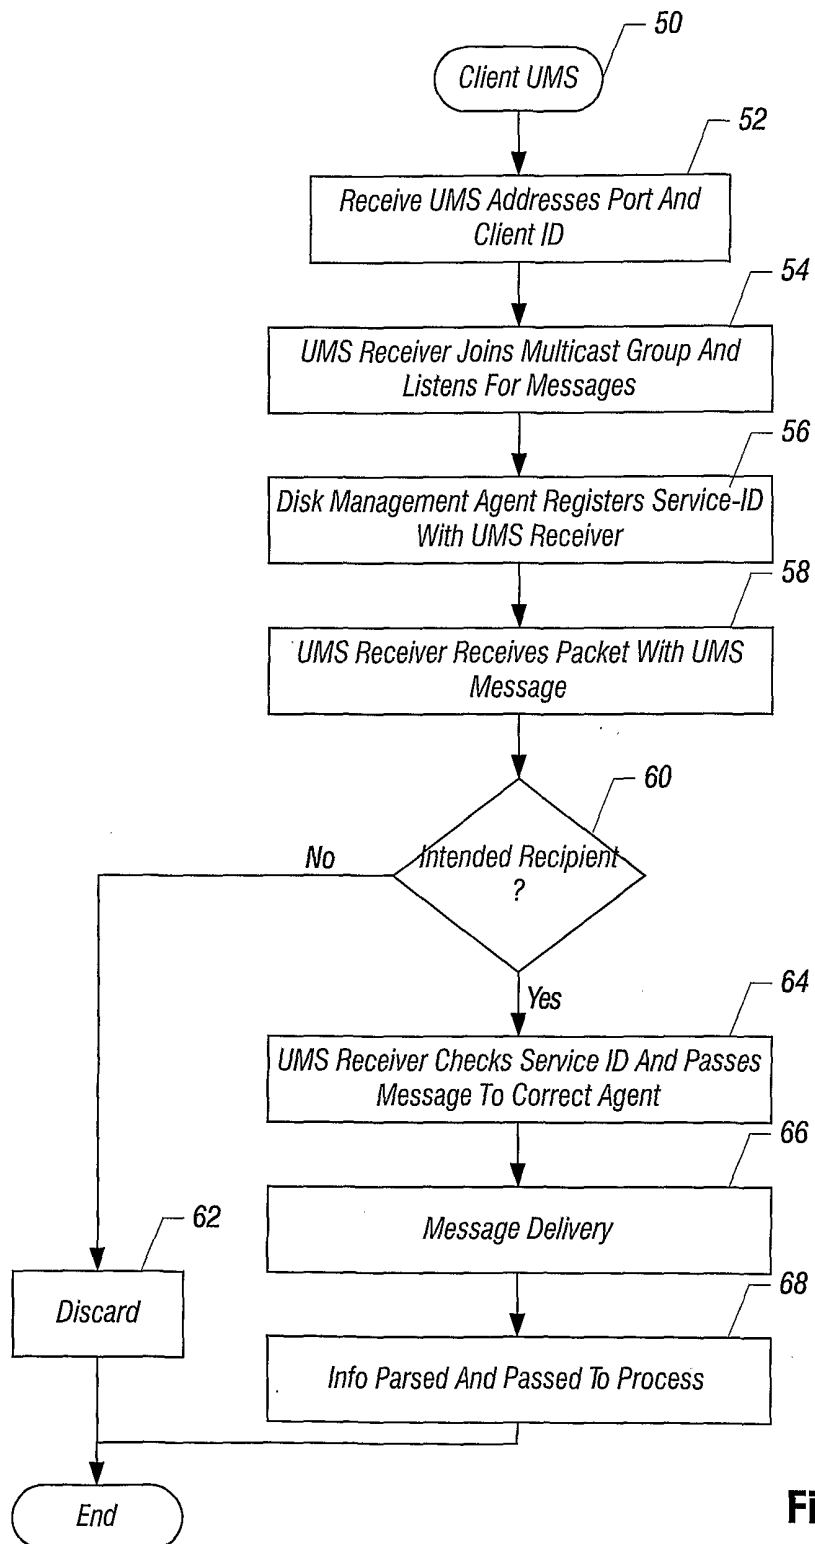 50
Client UMS
52
Receive UMS Addresses Port And
Client ID
54
UMS Receiver Joins Multicast Group And
Listens For Messages
56
Disk Management Agent Registers Service-ID
With UMS Receiver
58
UMS Receiver Receives Packet With UMS
Message
60
Intended Recipient
?
No
Yes
64
UMS Receiver Checks Service ID And Passes
Message To Correct Agent
66
Message Delivery
62
Discard
68
Info Parsed And Passed To Process
End
Fi